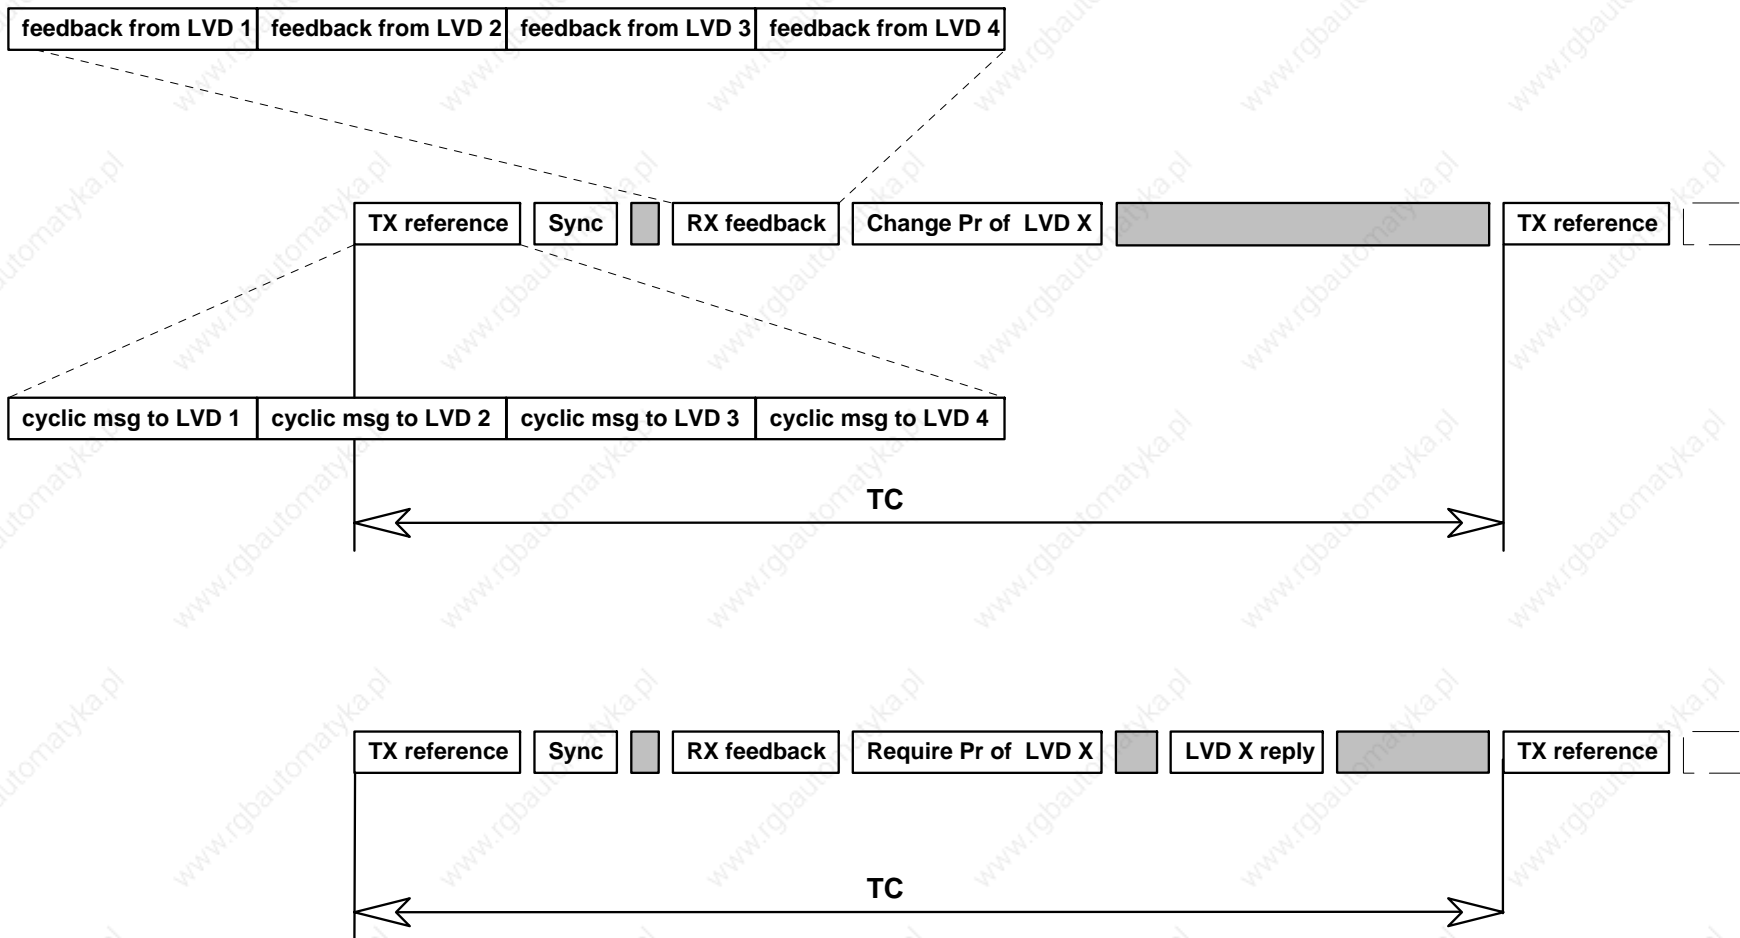 feedback from LVD 1 feedback from LVD 2 feedback from LVD 3 feedback from LVD 4
TX reference Sync RX feedback Change Pr of LVD X TX reference
cyclic msg to LVD 1 cyclic msg to LVD 2 cyclic msg to LVD 3 cyclic msg to LVD 4
TC
TX reference Sync RX feedback Require Pr of LVD X LVD X reply TX reference
TC
www.rgbautomatyka.pl